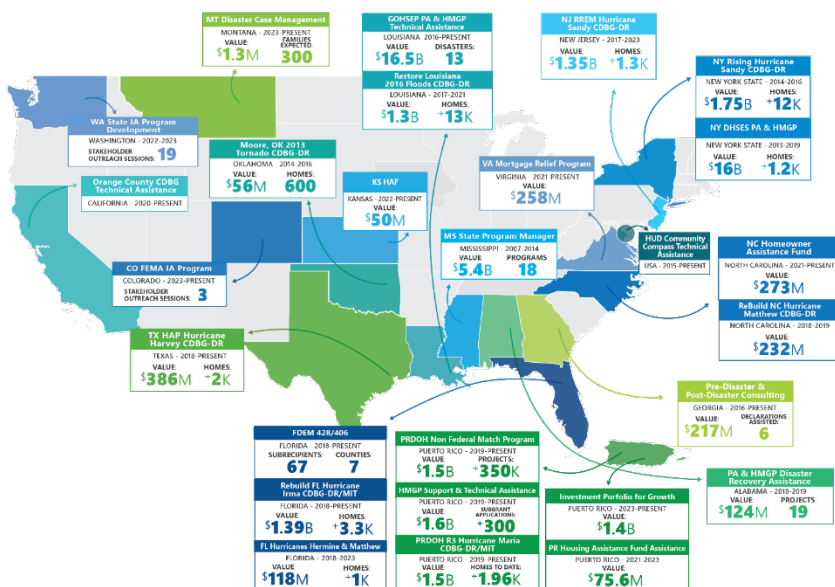 MT Disaster Case Management
MONTANA - 2023-PRESENT
VALUE:
$1.3M
FAMILIES
EXPECTED:
300
GOHSEP PA & HMGP
Technical Assistance
LOUISIANA 2016-PRESENT
VALUE:
$16.5B
DISASTERS:
13
Restore Louisiana
2016 Floods CDBG-DR
LOUISIANA - 2017-2021
VALUE:
$1.3B
HOMES:
+13K
NJ RREM Hurricane
Sandy CDBG-DR
NEW JERSEY - 2017-2023
VALUE:
$1.35B
HOMES:
+1.3K
NY Rising Hurricane
Sandy CDBG-DR
NEW YORK STATE - 2014-2016
VALUE:
$1.75B
HOMES:
+12K
NY DHSES PA & HMGP
NEW YORK STATE - 2013-2019
VALUE:
$16B
HOMES:
+1.2K
WA State IA Program
Development
WASHINGTON - 2022-2023
STAKEHOLDER
OUTREACH SESSIONS:
19
Moore, OK 2013
Tornado CDBG-DR
OKLAHOMA - 2014-2016
VALUE:
$56M
HOMES:
600
Orange County CDBG
Technical Assistance
CALIFORNIA - 2020-PRESENT
KS HAF
KANSAS - 2022-PRESENT
VALUE:
$50M
VA Mortgage Relief Program
VIRGINIA - 2021-PRESENT
VALUE:
$258M
MS State Program Manager
MISSISSIPPI - 2007-2014
VALUE:
$5.4B
PROGRAMS
18
HUD Community
Compass Technical
Assistance
USA - 2015-PRESENT
NC Homeowner
Assistance Fund
NORTH CAROLINA - 2021-PRESENT
VALUE:
$273M
ReBuild NC Hurricane
Matthew CDBG-DR
NORTH CAROLINA - 2018-2019
VALUE:
$232M
CO FEMA IA Program
COLORADO - 2023-PRESENT
STAKEHOLDER
OUTREACH SESSIONS:
3
TX HAP Hurricane
Harvey CDBG-DR
TEXAS - 2018-PRESENT
VALUE:
$386M
HOMES:
+2K
Pre-Disaster &
Post-Disaster Consulting
GEORGIA - 2016-PRESENT
VALUE:
$217M
DECLARATIONS
ASSISTED:
6
FDEM 428/406
FLORIDA - 2018-PRESENT
SUBRECIPIENTS:
67
COUNTIES:
7
Rebuild FL Hurricane
Irma CDBG-DR/MIT
FLORIDA - 2018-PRESENT
VALUE:
$1.39B
HOMES:
+3.3K
FL Hurricanes Hermine & Matthew
FLORIDA - 2018-2023
VALUE:
$118M
HOMES:
+1K
PRDOH Non Federal Match Program
PUERTO RICO - 2019-PRESENT
VALUE:
$1.5B
PROJECTS:
+350K
HMGP Support & Technical Assistance
PUERTO RICO - 2019-PRESENT
VALUE:
$1.6B
SUBGRANT
APPLICATIONS:
+300
PRDOH R3 Hurricane Maria
CDBG-DR/MIT
PUERTO RICO - 2019-PRESENT
VALUE:
$1.5B
HOMES TO DATE:
+1.96K
Investment Porfolio for Growth
PUERTO RICO - 2023-PRESENT
VALUE:
$1.4B
PR Housing Assistance Fund Assistance
PUERTO RICO - 2021-2023
VALUE:
$75.6M
PA & HMGP Disaster
Recovery Assistance
ALABAMA - 2018-2019
VALUE:
$124M
PROJECTS:
19